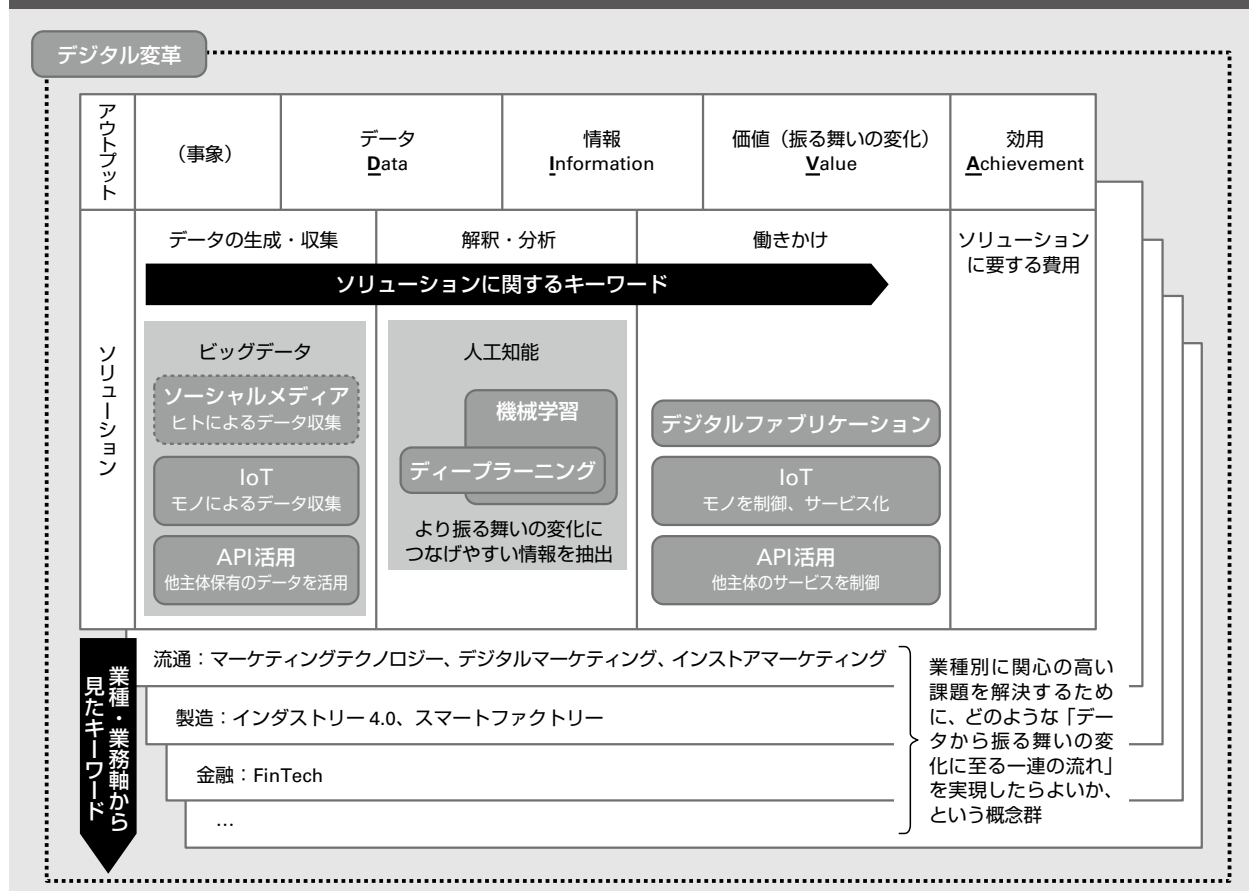 デジタル変革
アウトプット
（事象）
データ
Data
情報
Information
価値（振る舞いの変化）
Value
効用
Achievement
ソリューション
データの生成・収集
解釈・分析
働きかけ
ソリューション
に要する費用
ソリューションに関するキーワード
ビッグデータ
ソーシャルメディア
ヒトによるデータ収集
IoT
モノによるデータ収集
API活用
他主体保有のデータを活用
人工知能
機械学習
ディープラーニング
より振る舞いの変化に
つなげやすい情報を抽出
デジタルファブリケーション
IoT
モノを制御、サービス化
API活用
他主体のサービスを制御
業種・業務軸から
見たキーワード
流通：マーケティングテクノロジー、デジタルマーケティング、インストアマーケティング
製造：インダストリー 4.0、スマートファクトリー
金融：FinTech
…
業種別に関心の高い
課題を解決するため
に、どのような「デー
タから振る舞いの変
化に至る一連の流れ」
を実現したらよいか、
という概念群